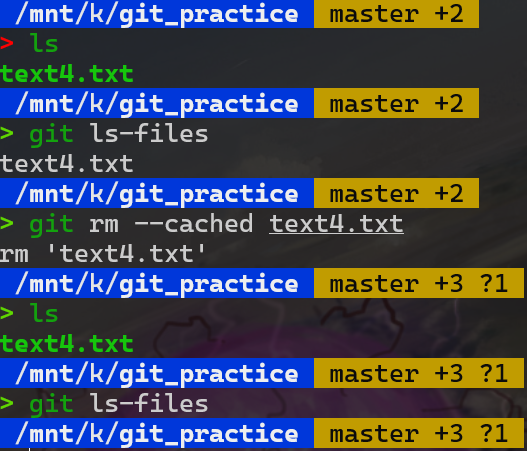 /mnt/k/git_practice master +2
> ls
text4.txt
/mnt/k/git_practice master +2
> git ls-files
text4.txt
/mnt/k/git_practice master +2
> git rm --cached text4.txt
rm 'text4.txt'
/mnt/k/git_practice master +3 ?1
> ls
text4.txt
/mnt/k/git_practice master +3 ?1
> git ls-files
/mnt/k/git_practice master +3 ?1